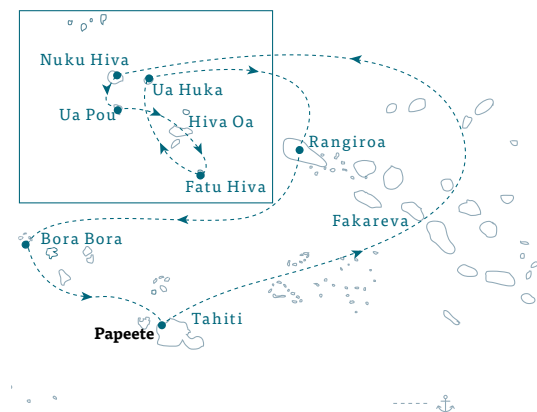 Nuku Hiva
Ua Huka
Ua Pou
Hiva Oa
Rangiroa
Fatu Hiva
Fakareva
Bora Bora
Tahiti
Papeete